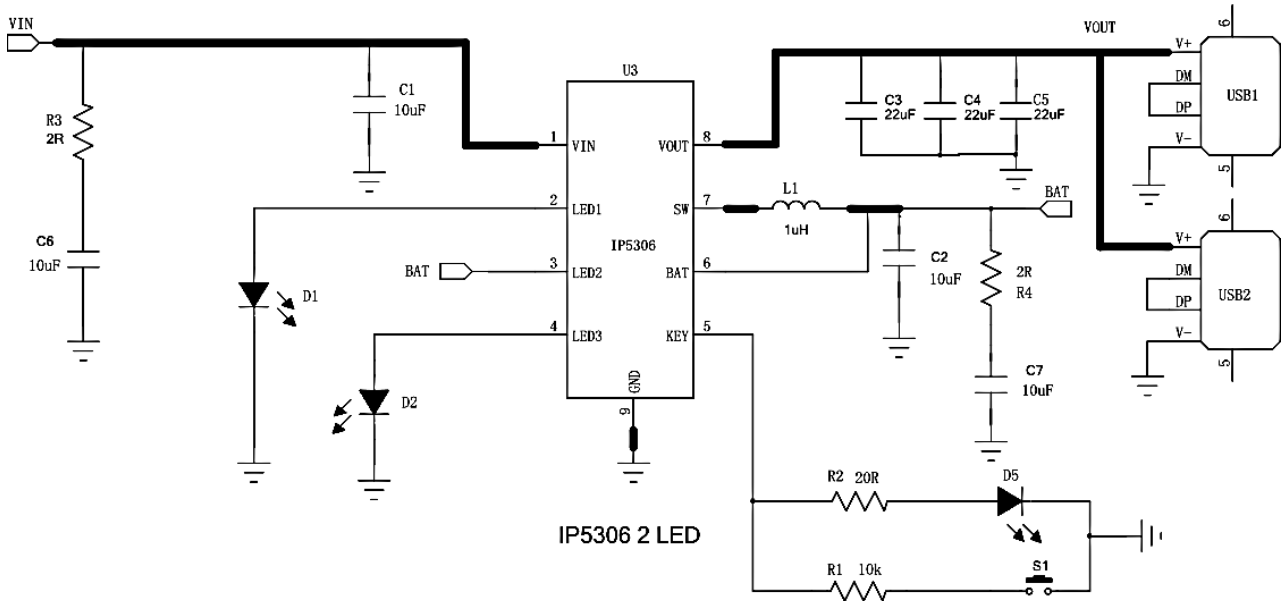 VIN
VOUT
6
V+
DM
DP
V-
USB1
5
U3
C1
10uF
R3
2R
C3
22uF
C4
22uF
C5
22uF
1
VIN
VOUT
8
2
LED1
SW
7
L1
1uH
BAT
IP5306
BAT
3
LED2
BAT
6
C2
10uF
2R
R4
6
V+
DM
DP
V-
USB2
5
C6
10uF
D1
4
LED3
KEY
5
GND
9
D2
C7
10uF
R2 20R
D5
IP5306 2 LED
R1 10k
S1